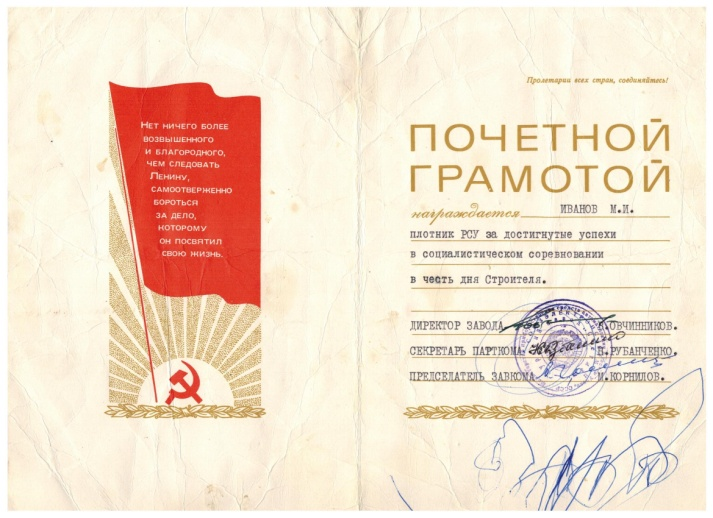 Нет ничего более
возвышенного
и благородного,
чем следовать
Ленину,
самоотверженно
бороться
за дело,
которому
он посвятил
свою жизнь.
Пролетарии всех стран, соединяйтесь!
ПОЧЕТНОЙ
ГРАМОТОЙ
награждается ИВАНОВ М.И.
плотник РСУ за достигнутые успехи
в социалистическом соревновании
в честь дня Строителя.
ДИРЕКТОР ЗАВОДА ОВЧИННИКОВ.
СЕКРЕТАРЬ ПАРТКОМА В.РУБАНЧЕНКО.
ПРЕДСЕДАТЕЛЬ ЗАВКОМА М.КОРНИЛОВ.